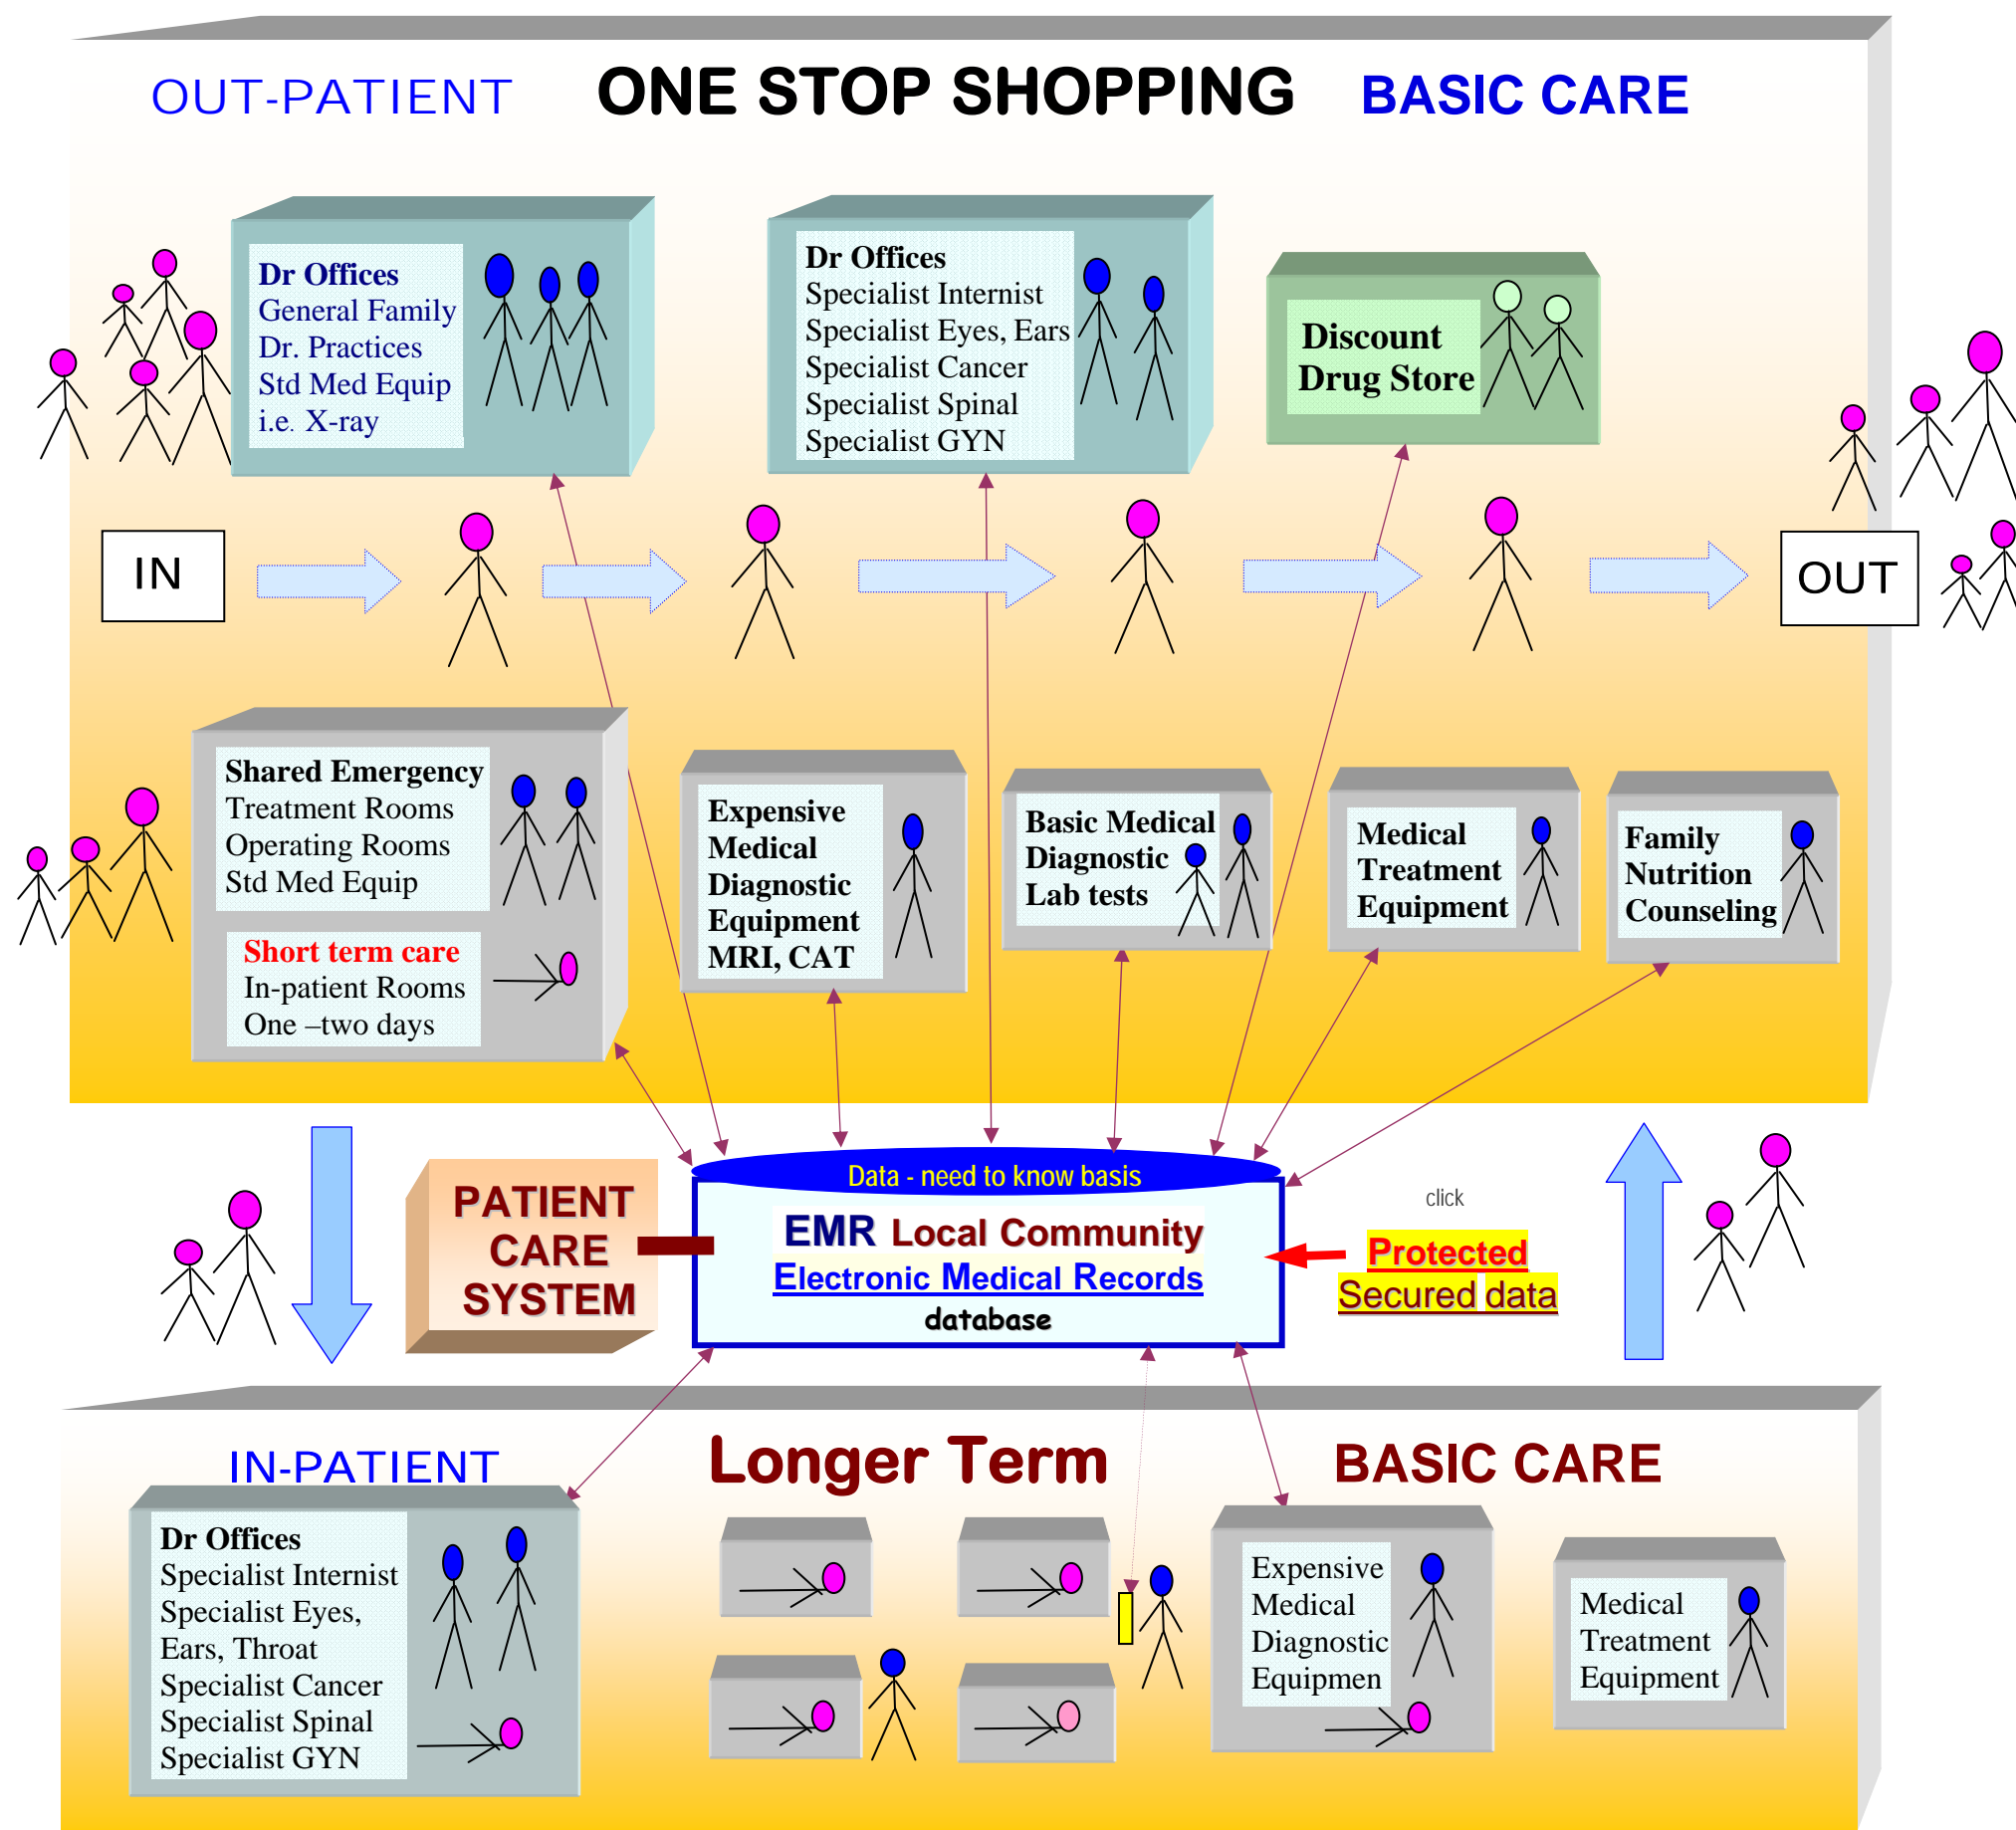 OUT-PATIENT
ONE STOP SHOPPING
BASIC CARE
Dr Offices
General Family
Dr. Practices
Std Med Equip
i.e. X-ray
Dr Offices
Specialist Internist
Specialist Eyes, Ears
Specialist Cancer
Specialist Spinal
Specialist GYN
Discount
Drug Store
IN
OUT
Shared Emergency
Treatment Rooms
Operating Rooms
Std Med Equip
Short term care
In-patient Rooms
One –two days
Expensive
Medical
Diagnostic
Equipment
MRI, CAT
Basic Medical
Diagnostic
Lab tests
Medical
Treatment
Equipment
Family
Nutrition
Counseling
PATIENT
CARE
SYSTEM
Data - need to know basis
EMR Local Community
Electronic Medical Records
database
click
Protected
Secured data
IN-PATIENT
Longer Term
BASIC CARE
Dr Offices
Specialist Internist
Specialist Eyes,
Ears, Throat
Specialist Cancer
Specialist Spinal
Specialist GYN
Expensive
Medical
Diagnostic
Equipmen
Medical
Treatment
Equipment